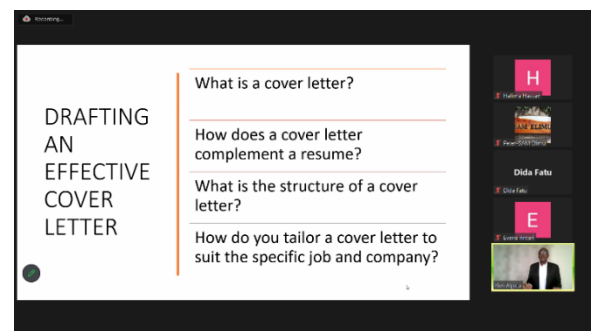 Recording...
DRAFTING
AN
EFFECTIVE
COVER
LETTER
What is a cover letter?
How does a cover letter
complement a resume?
What is the structure of a cover
letter?
How do you tailor a cover letter to
suit the specific job and company?
H
Dida Fatu
Dida Fatu
E